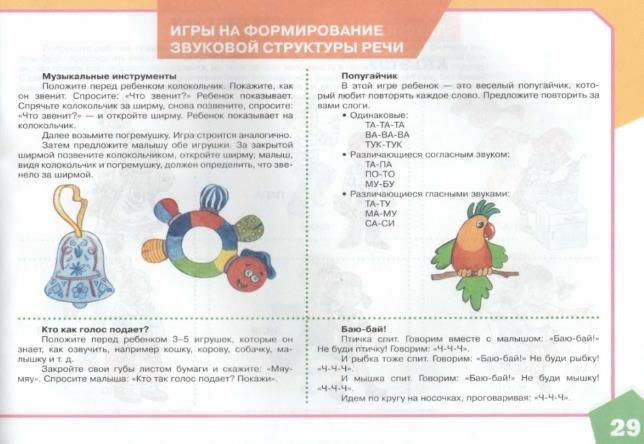 ИГРЫ НА ФОРМИРОВАНИЕ
ЗВУКОВОЙ СТРУКТУРЫ РЕЧИ
Музыкальные инструменты
Положите перед ребенком колокольчик. Покажите, как
он звенит. Спросите: «Что звенит?» Ребенок показывает.
Спрячьте колокольчик за ширму, снова позвените, спросите:
«Что звенит?» — и откройте ширму. Ребенок показывает на
колокольчик.
Далее возьмите погремушку. Игра строится аналогично.
Затем предложите малышу обе игрушки. За закрытой
ширмой позвените колокольчиком, откройте ширму; малыш,
видя колокольчик и погремушку, должен определить, что зве-
нело за ширмой.
Попугайчик
В этой игре ребенок — это веселый попугайчик, кото-
рый любит повторять каждое слово. Предложите повторить за
вами слоги.
• Одинаковые:
ТА-ТА-ТА
ВА-ВА-ВА
ТУК-ТУК
• Различающиеся согласным звуком:
ТА-ПА
ПО-ТО
МУ-БУ
• Различающиеся гласными звуками:
ТА-ТУ
МА-МУ
СА-СИ
Кто как голос подает?
Положите перед ребенком 3–5 игрушек, которые он
знает, как озвучить, например кошку, корову, собачку, ма-
лышку и т. д.
Закройте свои губы листом бумаги и скажите: «Мяу-
мяу». Спросите малыша: «Кто так голос подает? Покажи».
Баю-бай!
Птичка спит. Говорим вместе с малышом: «Баю-бай!»
Не буди птичку! Говорим: «Ч-Ч-Ч».
И рыбка тоже спит. Говорим: «Баю-бай!» Не буди рыбку!
«Ч-Ч-Ч».
И мышка спит. Говорим: «Баю-бай!» Не буди мышку!
«Ч-Ч-Ч».
Идем по кругу на носочках, проговаривая: «Ч-Ч-Ч».
29